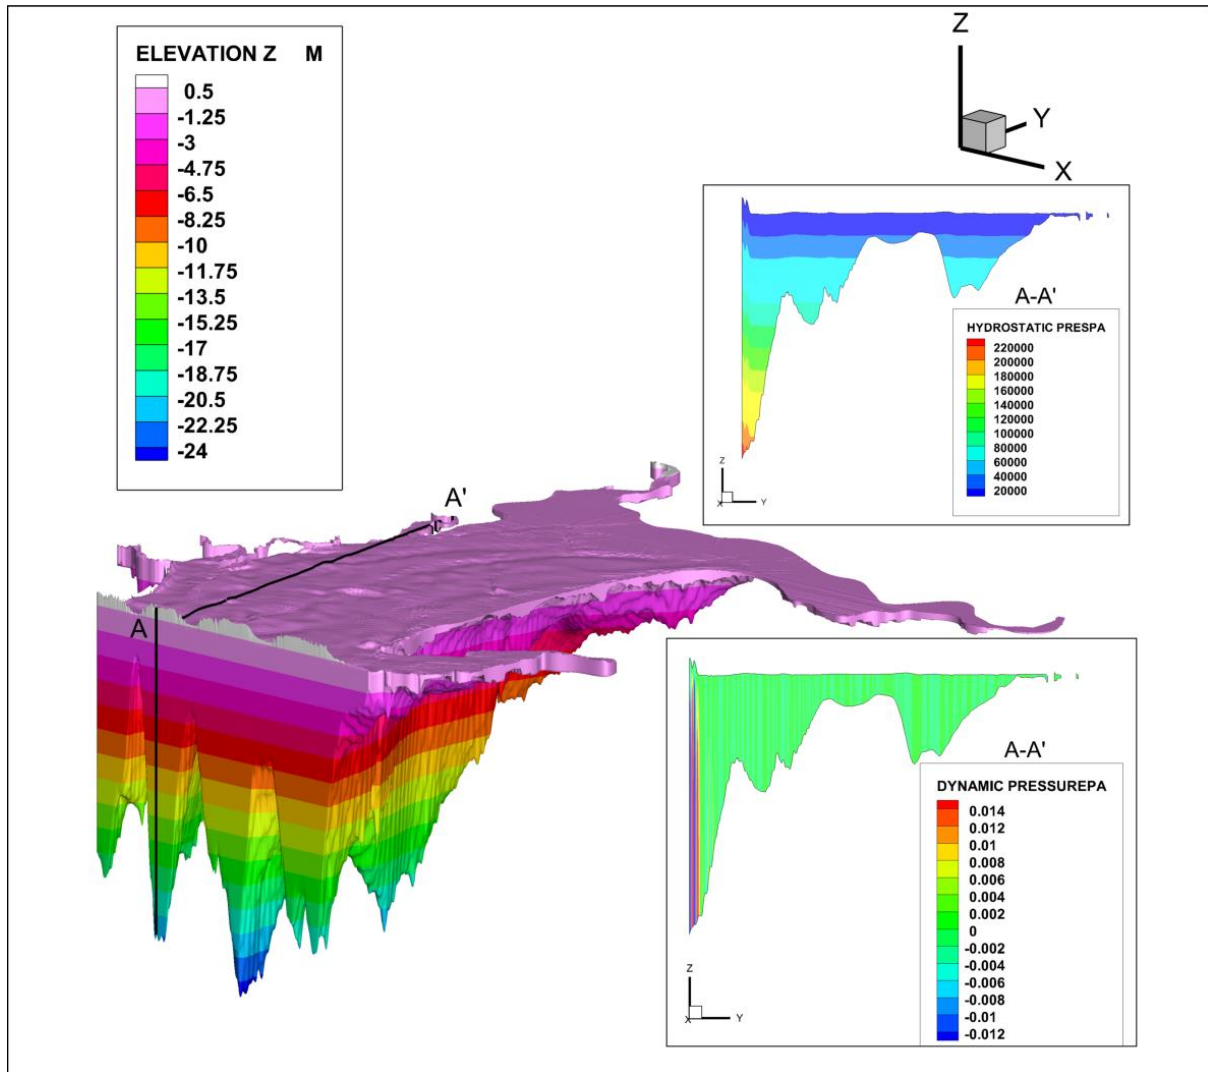 ELEVATION Z M
0.5
-1.25
-3
-4.75
-6.5
-8.25
-10
-11.75
-13.5
-15.25
-17
-18.75
-20.5
-22.25
-24
Z
Y
X
A-A'
HYDROSTATIC PRESPA
220000
200000
180000
160000
140000
120000
100000
80000
60000
40000
20000
Z
X Y
A'
A
A-A'
DYNAMIC PRESSUREPA
0.014
0.012
0.01
0.008
0.006
0.004
0.002
0
-0.002
-0.004
-0.006
-0.008
-0.01
-0.012
Z
X Y